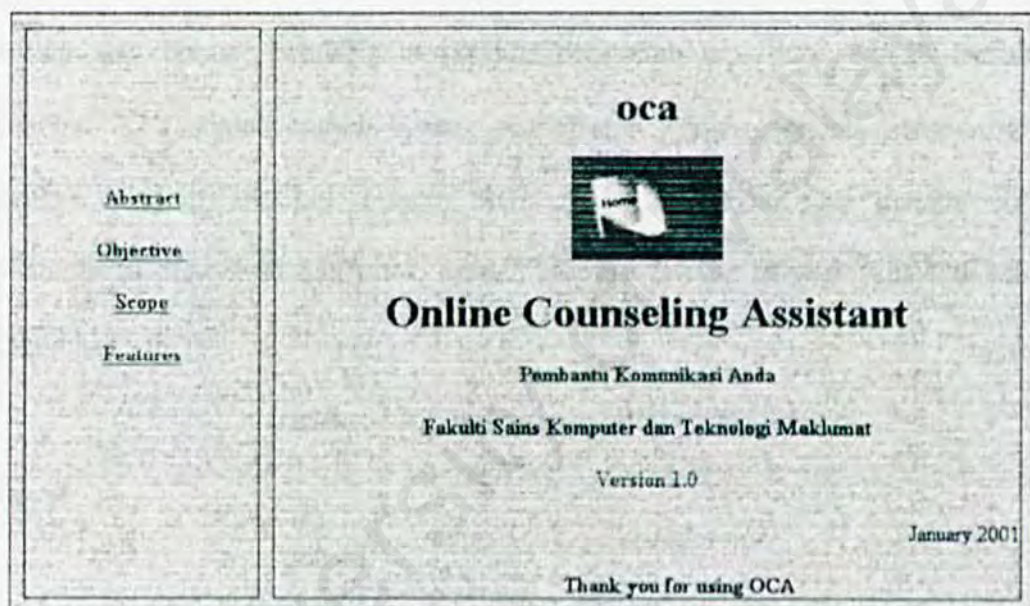 Abstract
Objective
Scope
Features
oca
Home
Online Counseling Assistant
Pembantu Komunikasi Anda
Fakulti Sains Komputer dan Teknologi Maklumat
Version 1.0
January 2001
Thank you for using OCA